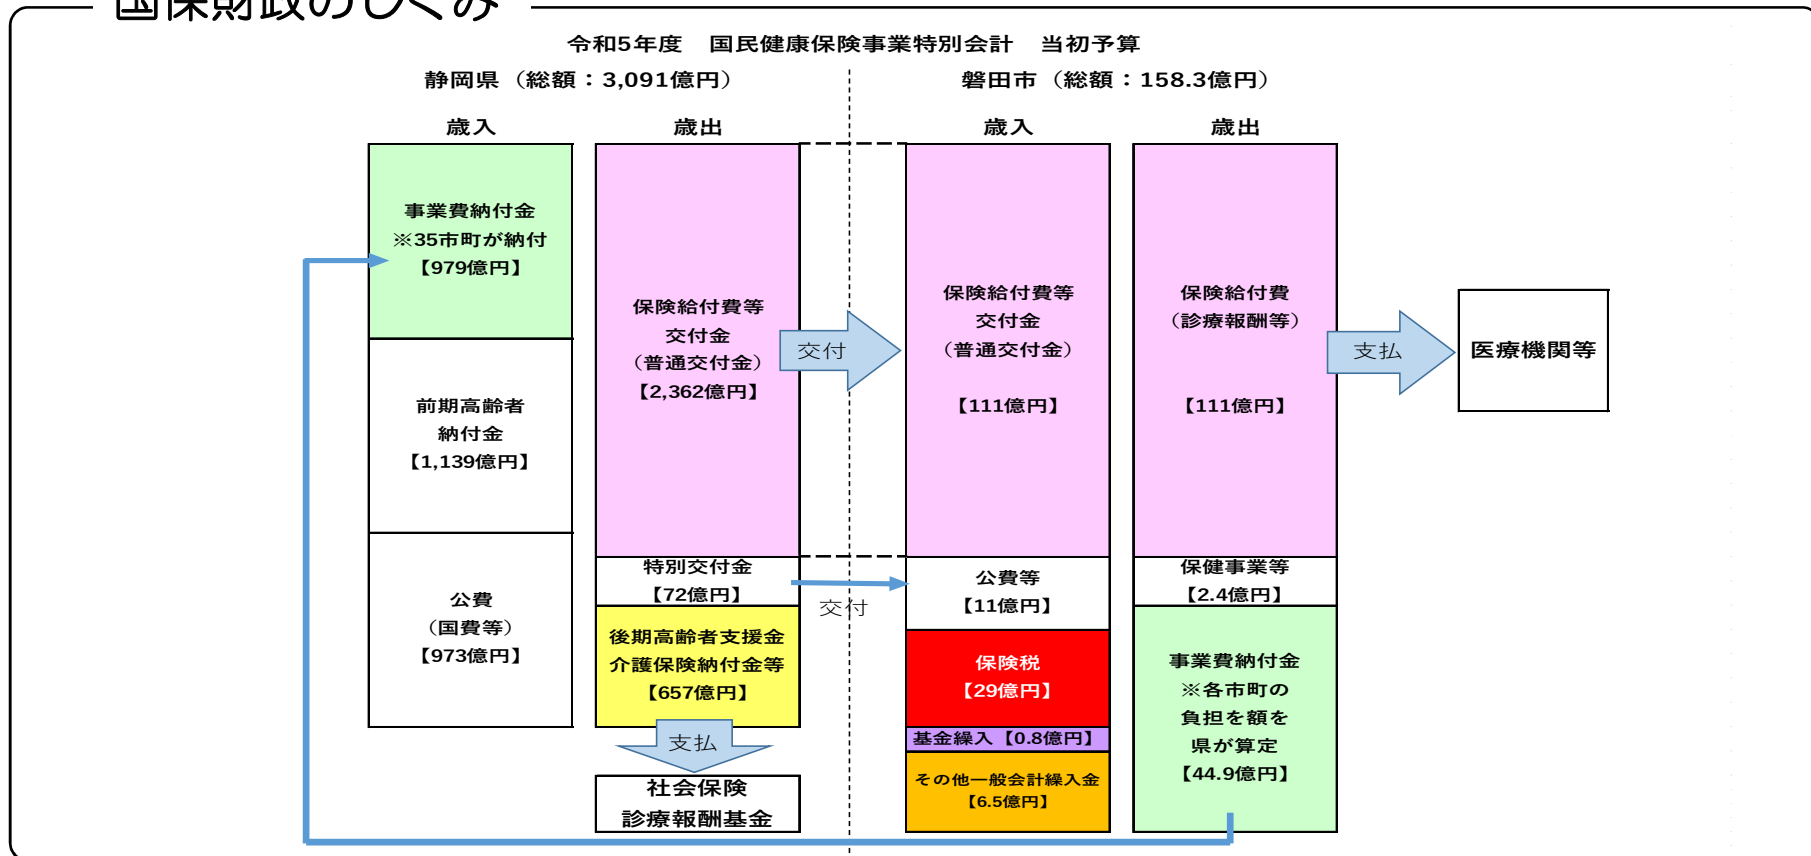 国保財政のしくみ
令和5年度　国民健康保険事業特別会計　当初予算
静岡県（総額：3,091億円）
磐田市（総額：158.3億円）
歳入
歳出
歳入
歳出
事業費納付金
※35市町が納付
【979億円】
前期高齢者
納付金
【1,139億円】
公費
（国費等）
【973億円】
保険給付費等
交付金
（普通交付金）
【2,362億円】
特別交付金
【72億円】
後期高齢者支援金
介護保険納付金等
【657億円】
支払
社会保険
診療報酬基金
交付
交付
保険給付費等
交付金
（普通交付金）
【111億円】
公費等
【11億円】
保険税
【29億円】
基金繰入【0.8億円】
その他一般会計繰入金
【6.5億円】
保険給付費
（診療報酬等）
【111億円】
保健事業等
【2.4億円】
事業費納付金
※各市町の
負担を額を
県が算定
【44.9億円】
支払
医療機関等